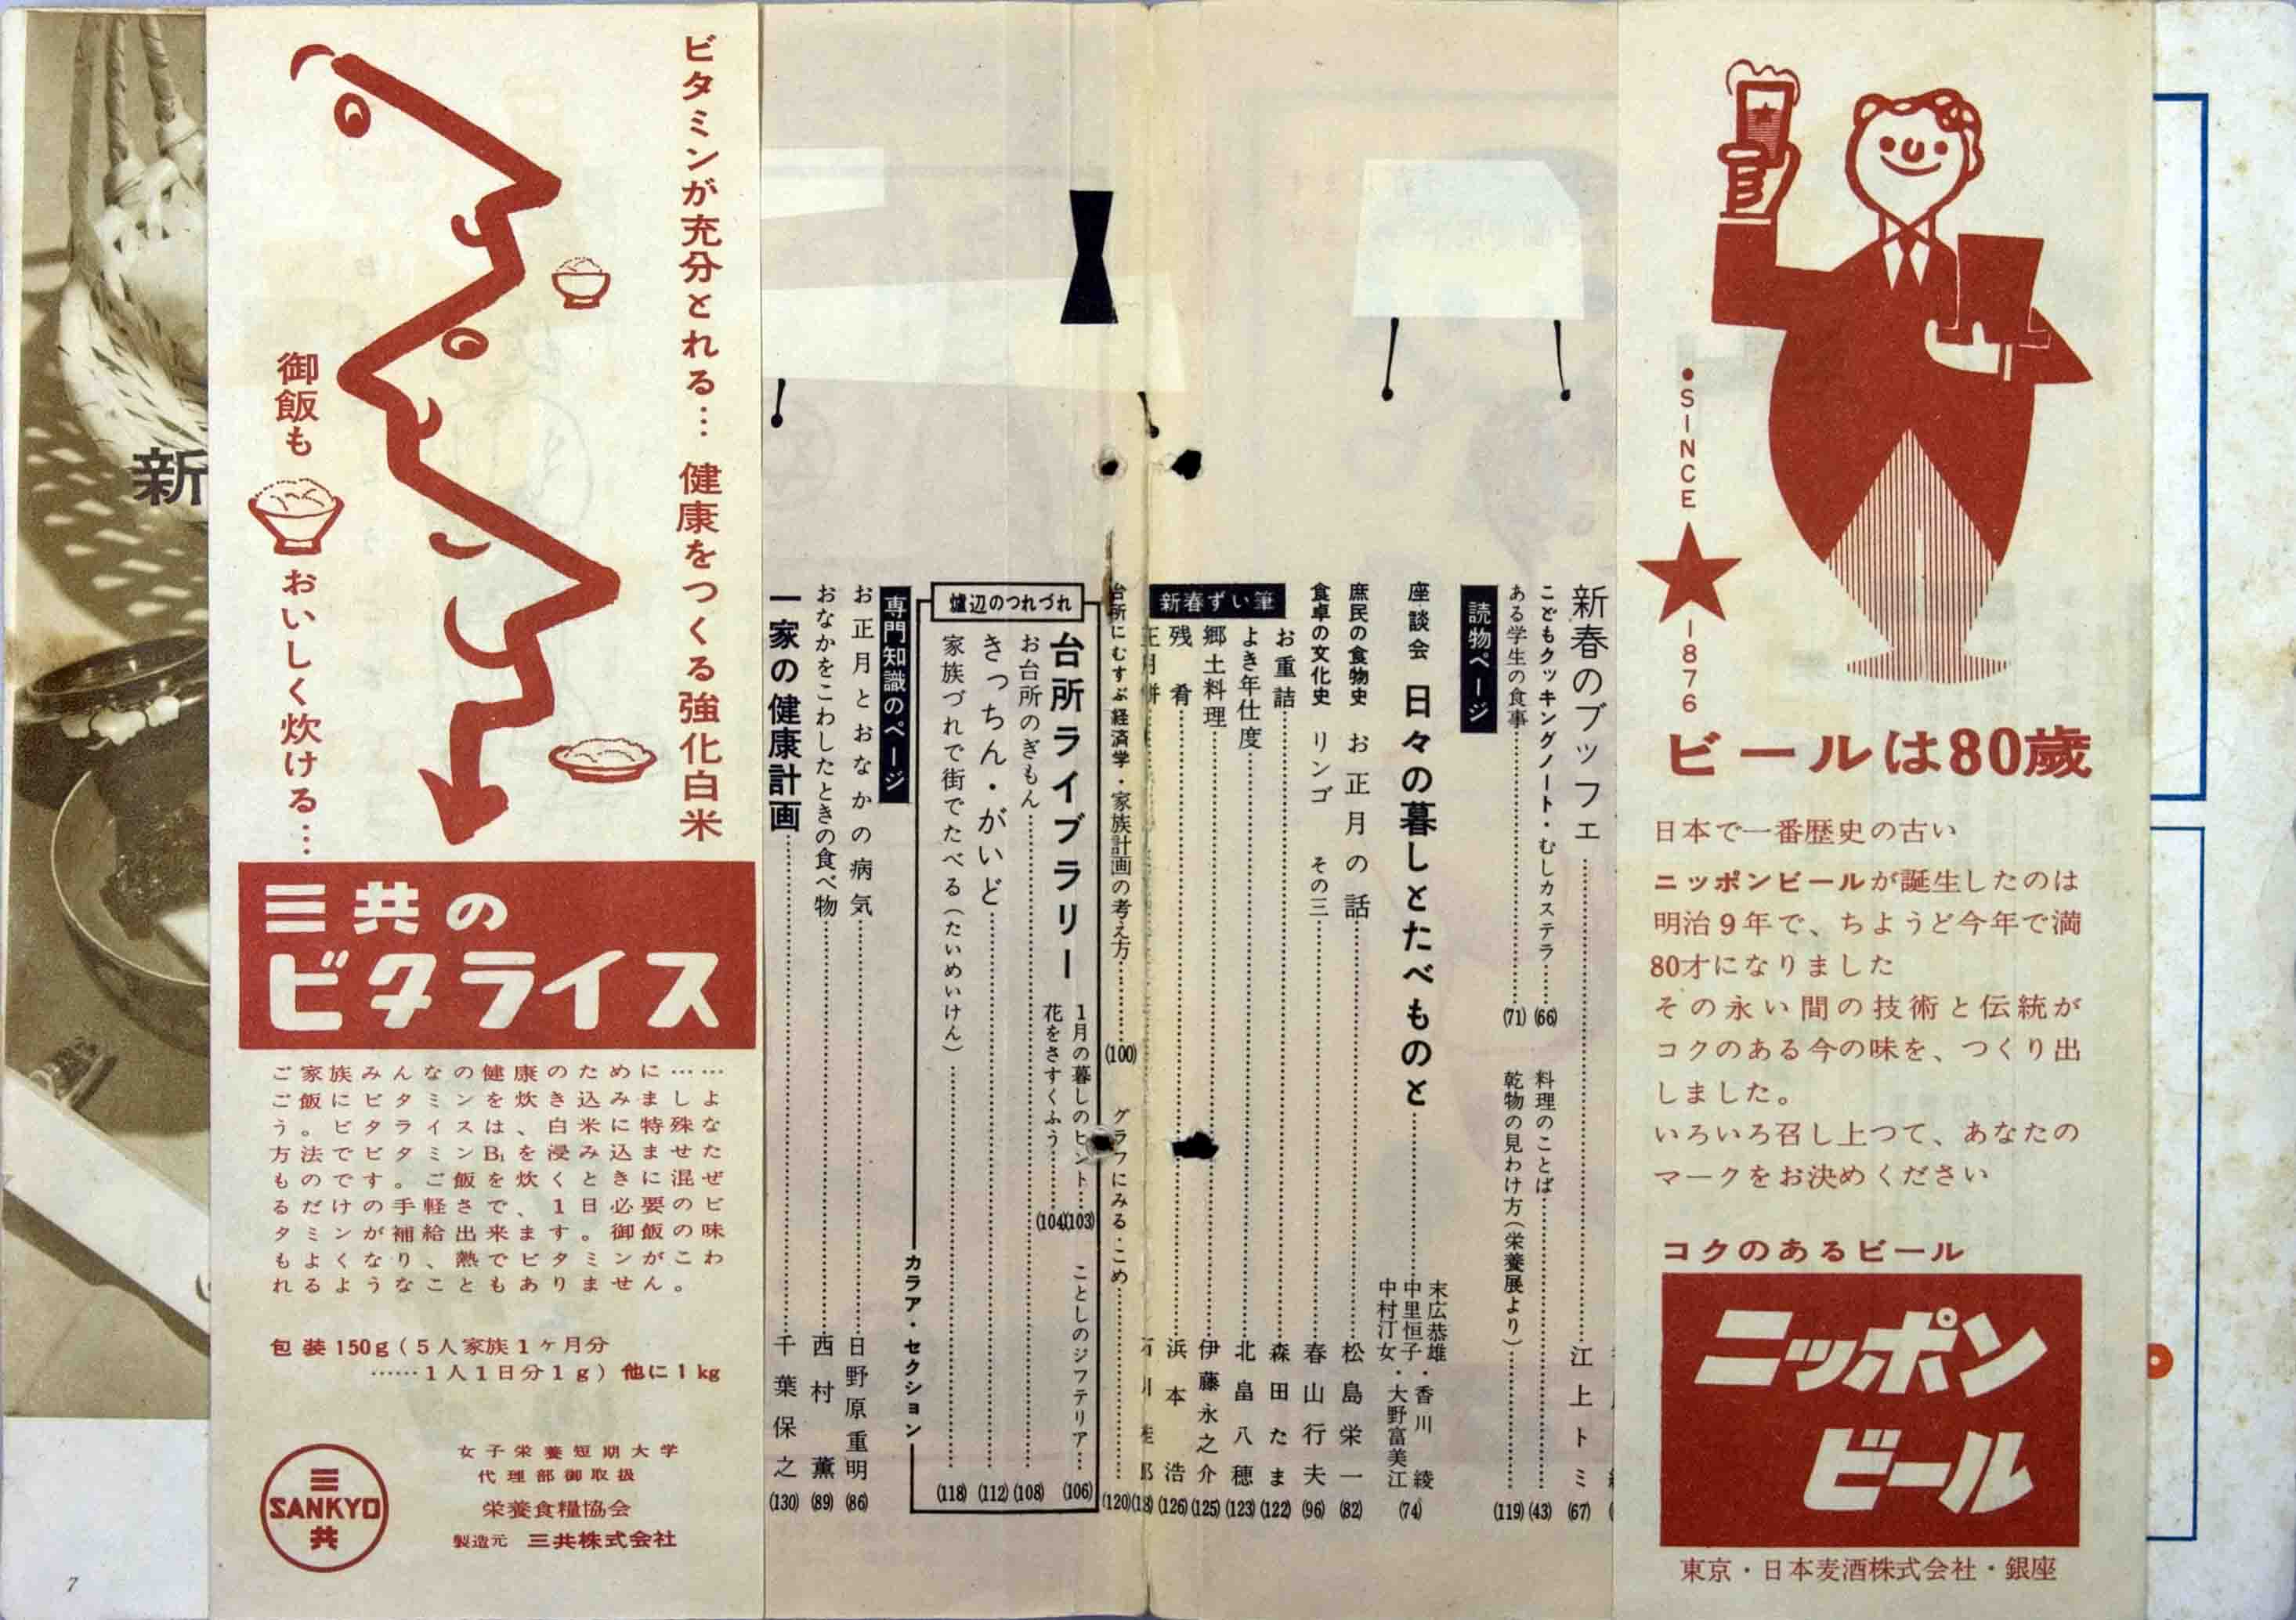 ●SINCE
★
1876
ビールは80歳
日本で一番歴史の古い
ニッポンビールが誕生したのは
明治9年で、ちようど今年で満
80才になりました
その永い間の技術と伝統が
コクのある今の味を、つくり出
しました。
いろいろ召し上つて、あなたの
マークをお決めください
コクのあるビール
ニッポン
ビール
東京・日本麦酒株式会社・銀座
新春のブッフェ……江上トミ (67)
こどもクッキングノート・むしカステラ……(66)
料理のことば……(43)
ある学生の食事……(71)
乾物の見わけ方(栄養展より)……(119)
読物ページ
座談会 日々の暮しとたべものと……
末広恭雄・香川 綾
中里恒子・大野富美江
中村汀女 (74)
庶民の食物史 お正月の話……松島栄一 (82)
食卓の文化史 リンゴ その三……春山行夫 (96)
新春ずい筆
お重詰……森田たま (122)
よき年仕度……北畠八穂 (123)
郷土料理……伊藤永之介 (125)
残肴……浜本 浩 (126)
台所にむすぶ経済学・家族計画の考え方……(100)
グラフにみる・こめ……(120)
爐辺のつれづれ
台所ライブラリー
1月の暮しのヒント……(103)
花をさすくふう……(104)
ことしのジフテリア……(106)
お台所のぎもん……(108)
きっちん・がいど……(112)
家族づれで街でたべる(たいめいけん)……(118)
カラア・セクション
専門知識のページ
お正月とおなかの病気……日野原重明 (86)
おなかをこわしたときの食べ物……西村 薫 (89)
一家の健康計画……千葉保之 (130)
ビタミンが充分とれる… 健康をつくる強化白米
御飯も おいしく炊ける…
三共の
ビタライス
ご家族みんなの健康のために……
ご飯にビタミンを炊き込みましよ
う。ビタライスは、白米に特殊な
方法でビタミンB₁を浸み込ませた
ものです。ご飯を炊くときに混ぜ
るだけの手軽さで、1日必要のビ
タミンが補給出来ます。御飯の味
もよくなり、熱でビタミンがこわ
れるようなこともありません。
包装150g(5人家族1ヶ月分
……1人1日分1g)他に1kg
女子栄養短期大学
代理部御取扱
栄養食糧協会
製造元 三共株式会社
三
SANKYO
共
新
7